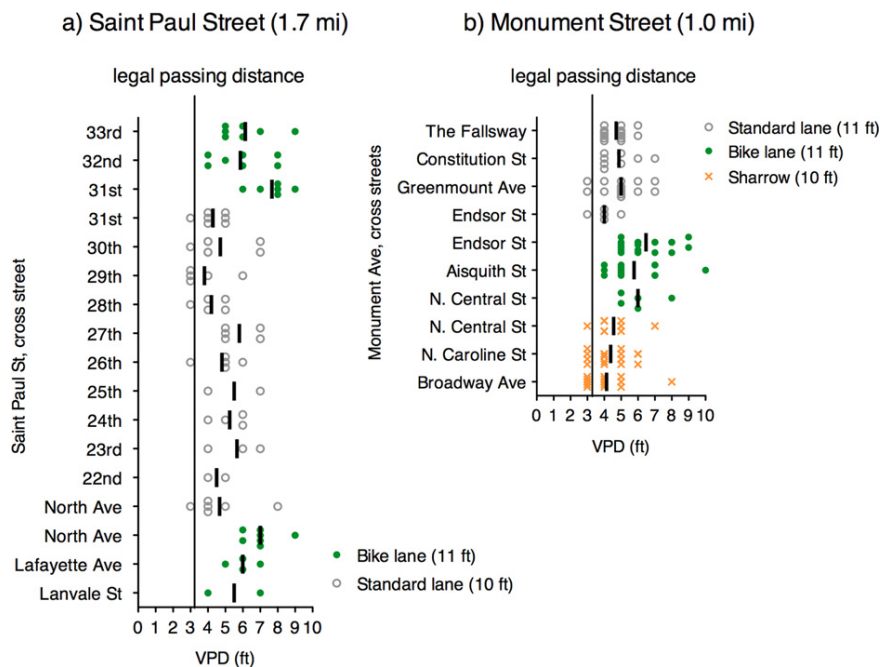 a) Saint Paul Street (1.7 mi)
legal passing distance
Saint Paul St, cross street
33rd
32nd
31st
31st
30th
29th
28th
27th
26th
25th
24th
23rd
22nd
North Ave
North Ave
Lafayette Ave
Lanvale St
0 1 2 3 4 5 6 7 8 9 10
VPD (ft)
Bike lane (11 ft)
Standard lane (10 ft)
b) Monument Street (1.0 mi)
legal passing distance
Monument Ave, cross streets
The Fallsway
Constitution St
Greenmount Ave
Endsor St
Endsor St
Aisquith St
N. Central St
N. Central St
N. Caroline St
Broadway Ave
0 1 2 3 4 5 6 7 8 9 10
VPD (ft)
Standard lane (11 ft)
Bike lane (11 ft)
Sharrow (10 ft)